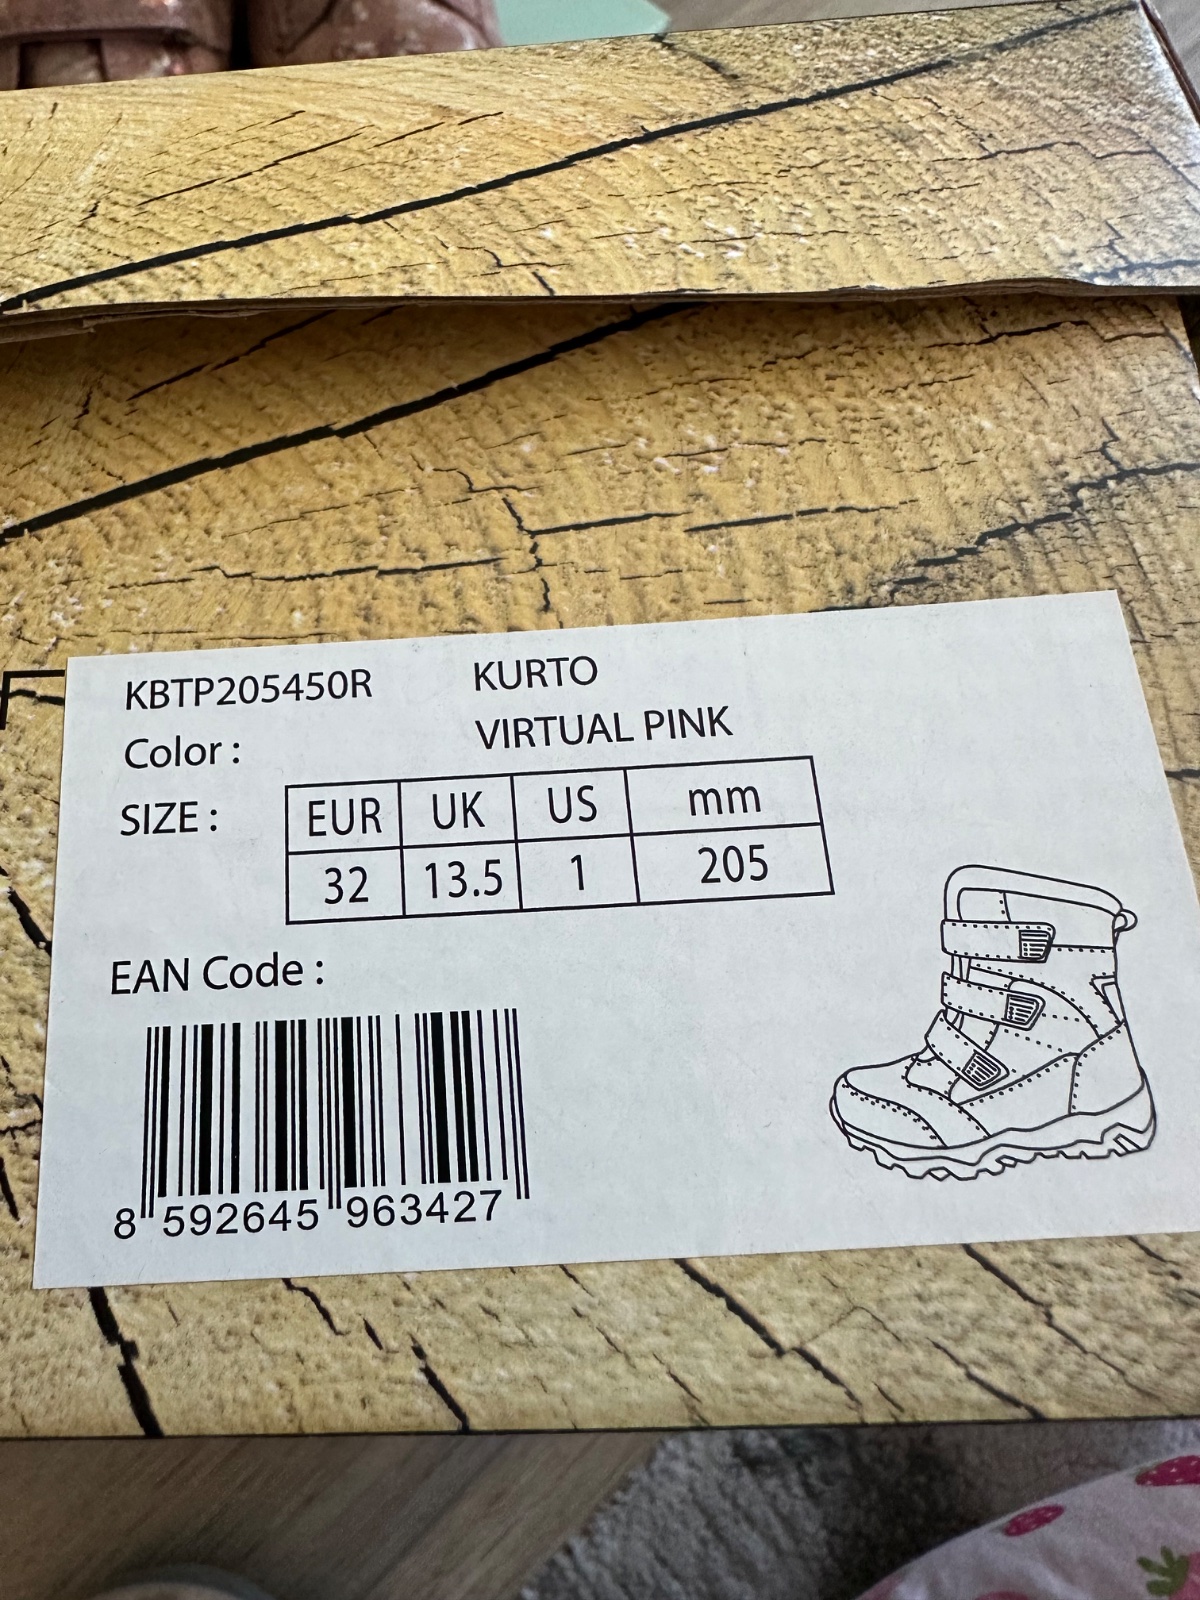 KBTP205450R KURTO
Color : VIRTUAL PINK
SIZE : EUR UK US mm
32 13.5 1 205
EAN Code :
8 592645 963427